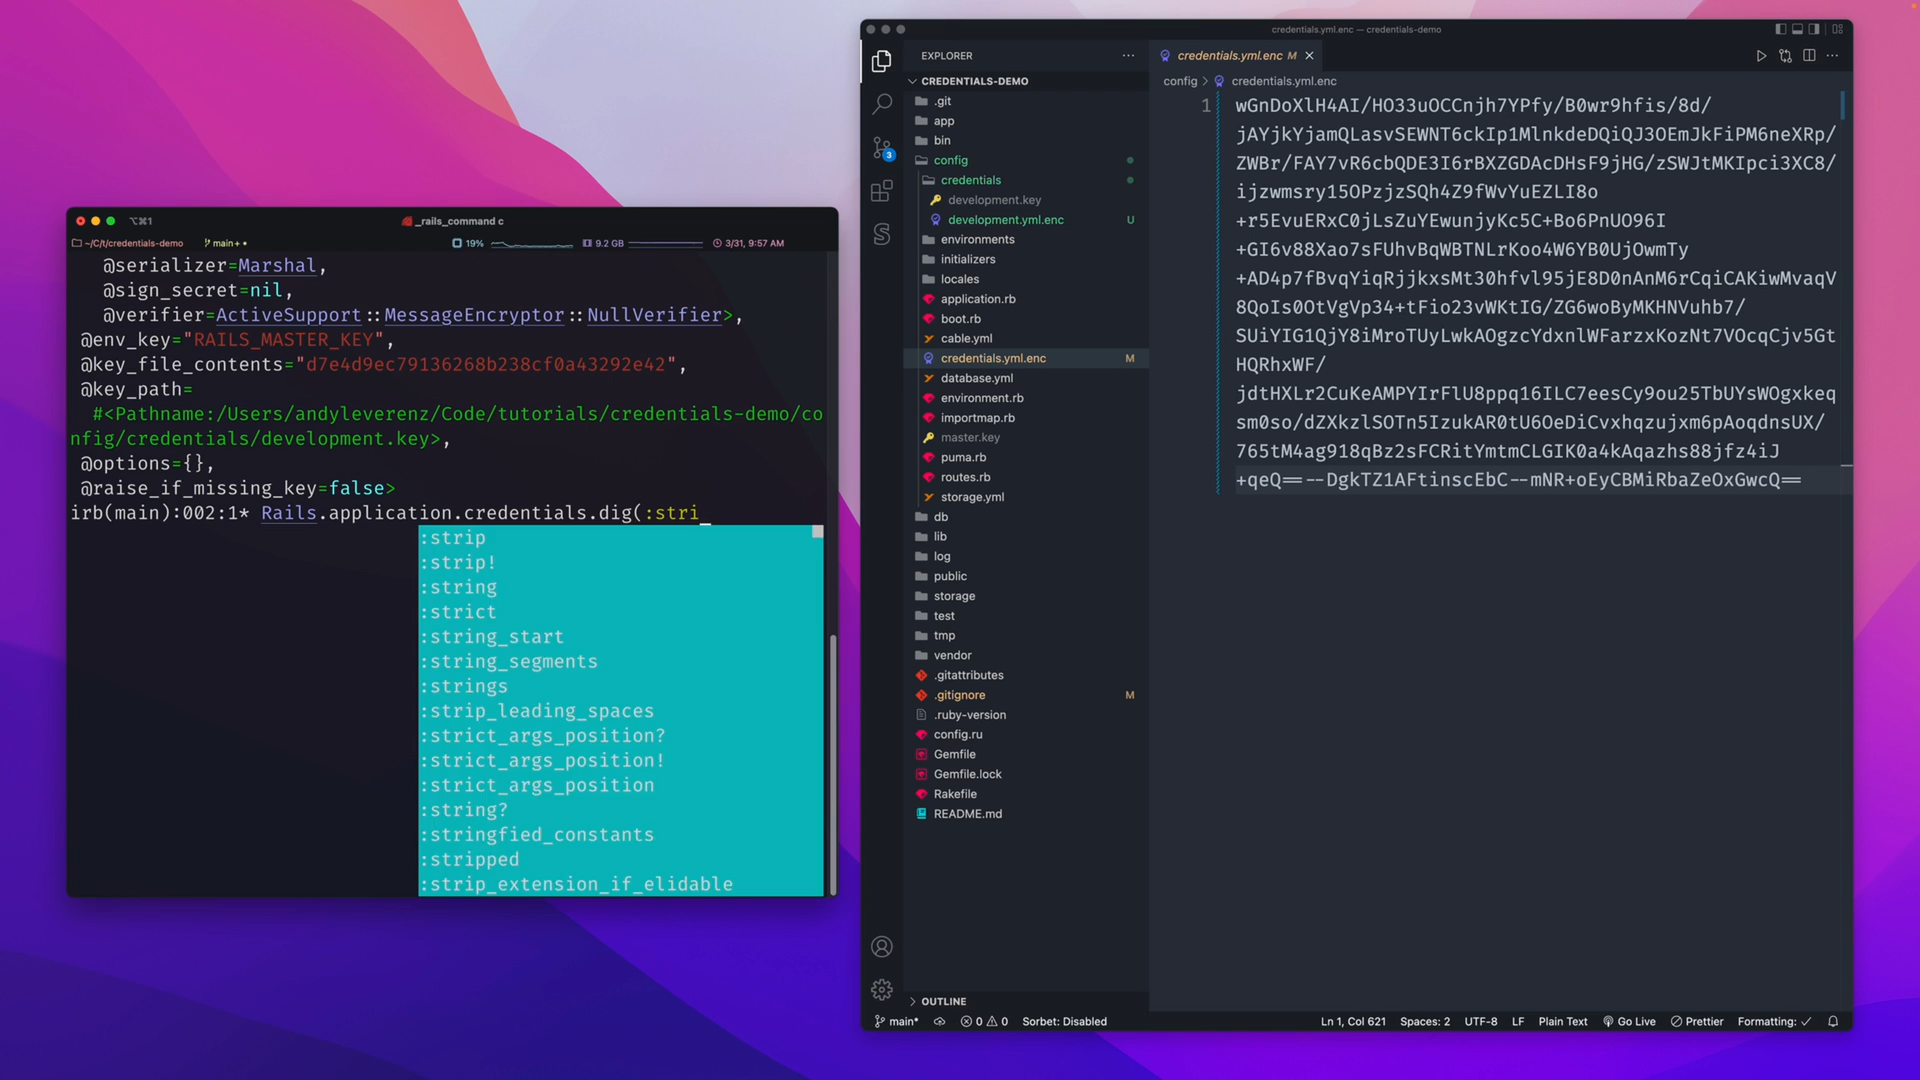 ⌥⌘1
_rails_command c
~/C/t/credentials-demo
main+ •
19%
9.2 GB
3/31, 9:57 AM
@serializer=Marshal,
@sign_secret=nil,
@verifier=ActiveSupport::MessageEncryptor::NullVerifier>,
@env_key="RAILS_MASTER_KEY",
@key_file_contents="d7e4d9ec79136268b238cf0a43292e42",
@key_path=
#<Pathname:/Users/andyleverenz/Code/tutorials/credentials-demo/co
nfig/credentials/development.key>,
@options={},
@raise_if_missing_key=false>
irb(main):002:1* Rails.application.credentials.dig(:stri_
:strip
:strip!
:string
:strict
:string_start
:string_segments
:strings
:strip_leading_spaces
:strict_args_position?
:strict_args_position!
:strict_args_position
:string?
:stringfied_constants
:stripped
:strip_extension_if_elidable
credentials.yml.enc — credentials-demo
EXPLORER
CREDENTIALS-DEMO
.git
app
bin
config
credentials
development.key
development.yml.enc U
environments
initializers
locales
application.rb
boot.rb
cable.yml
credentials.yml.enc M
database.yml
environment.rb
importmap.rb
master.key
puma.rb
routes.rb
storage.yml
db
lib
log
public
storage
test
tmp
vendor
.gitattributes
.gitignore M
.ruby-version
config.ru
Gemfile
Gemfile.lock
Rakefile
README.md
OUTLINE
3
credentials.yml.enc M
config > credentials.yml.enc
1
wGnDoXlH4AI/HO33uOCCnjh7YPfy/B0wr9hfis/8d/
jAYjkYjamQLasvSEWNT6ckIp1MlnkdeDQiQJ3OEmJkFiPM6neXRp/
ZWBr/FAY7vR6cbQDE3I6rBXZGDAcDHsF9jHG/zSWJtMKIpci3XC8/
ijzwmsry15OPzjzSQh4Z9fWvYuEZLI8o
+r5EvuERxC0jLsZuYEwunjyKc5C+Bo6PnUO96I
+GI6v88Xao7sFUhvBqWBTNLrKoo4W6YB0UjOwmTy
+AD4p7fBvqYiqRjjkxsMt30hfvl95jE8D0nAnM6rCqiCAKiwMvaqV
8QoIs0OtVgVp34+tFio23vWKtIG/ZG6woByMKHNVuhb7/
SUiYIG1QjY8iMroTUyLwkAOgzcYdxnlWFarzxKozNt7VOcqCjv5Gt
HQRhxWF/
jdtHXLr2CuKeAMPYIrFlU8ppq16ILC7eesCy9ou25TbUYsWOgxkeq
sm0so/dZXkzlSOTn5IzukAR0tU6OeDiCvxhqzujxm6pAoqdnsUX/
765tM4ag918qBz2sFCRitYmtmCLGIK0a4kAqazhs88jfz4iJ
+qeQ==--DgkTZ1AFtinscEbC--mNR+oEyCBMiRbaZeOxGwcQ==
main*
0 0
Sorbet: Disabled
Ln 1, Col 621
Spaces: 2
UTF-8
LF
Plain Text
Go Live
Prettier
Formatting: ✓